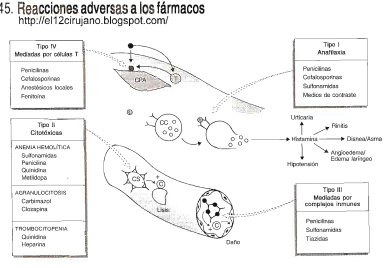 45. Reacciones adversas a los fármacos
http://el12cirujano.blogspot.com/
Tipo IV
Mediadas por células T
Penicilinas
Cefalosporinas
Anestésicos locales
Fenitoína
CPA
T
Tipo I
Anafilaxia
Penicilinas
Cefalosporinas
Sulfonamidas
Medios de contraste
CC
Urticaria
Rinitis
Histamina
Disnea/Asma
Angioedema/
Edema laríngeo
Hipotensión
Tipo II
Citotóxicas
ANEMIA HEMOLÍTICA
Sulfonamidas
Penicilina
Quinidina
Metildopa
AGRANULOCITOSIS
Carbimazol
Clozapina
TROMBOCITOPENIA
Quinidina
Heparina
CS
C
Lisis
C
Daño
Tipo III
Mediadas por
complejos inmunes
Penicilinas
Sulfonamidas
Tiazidas